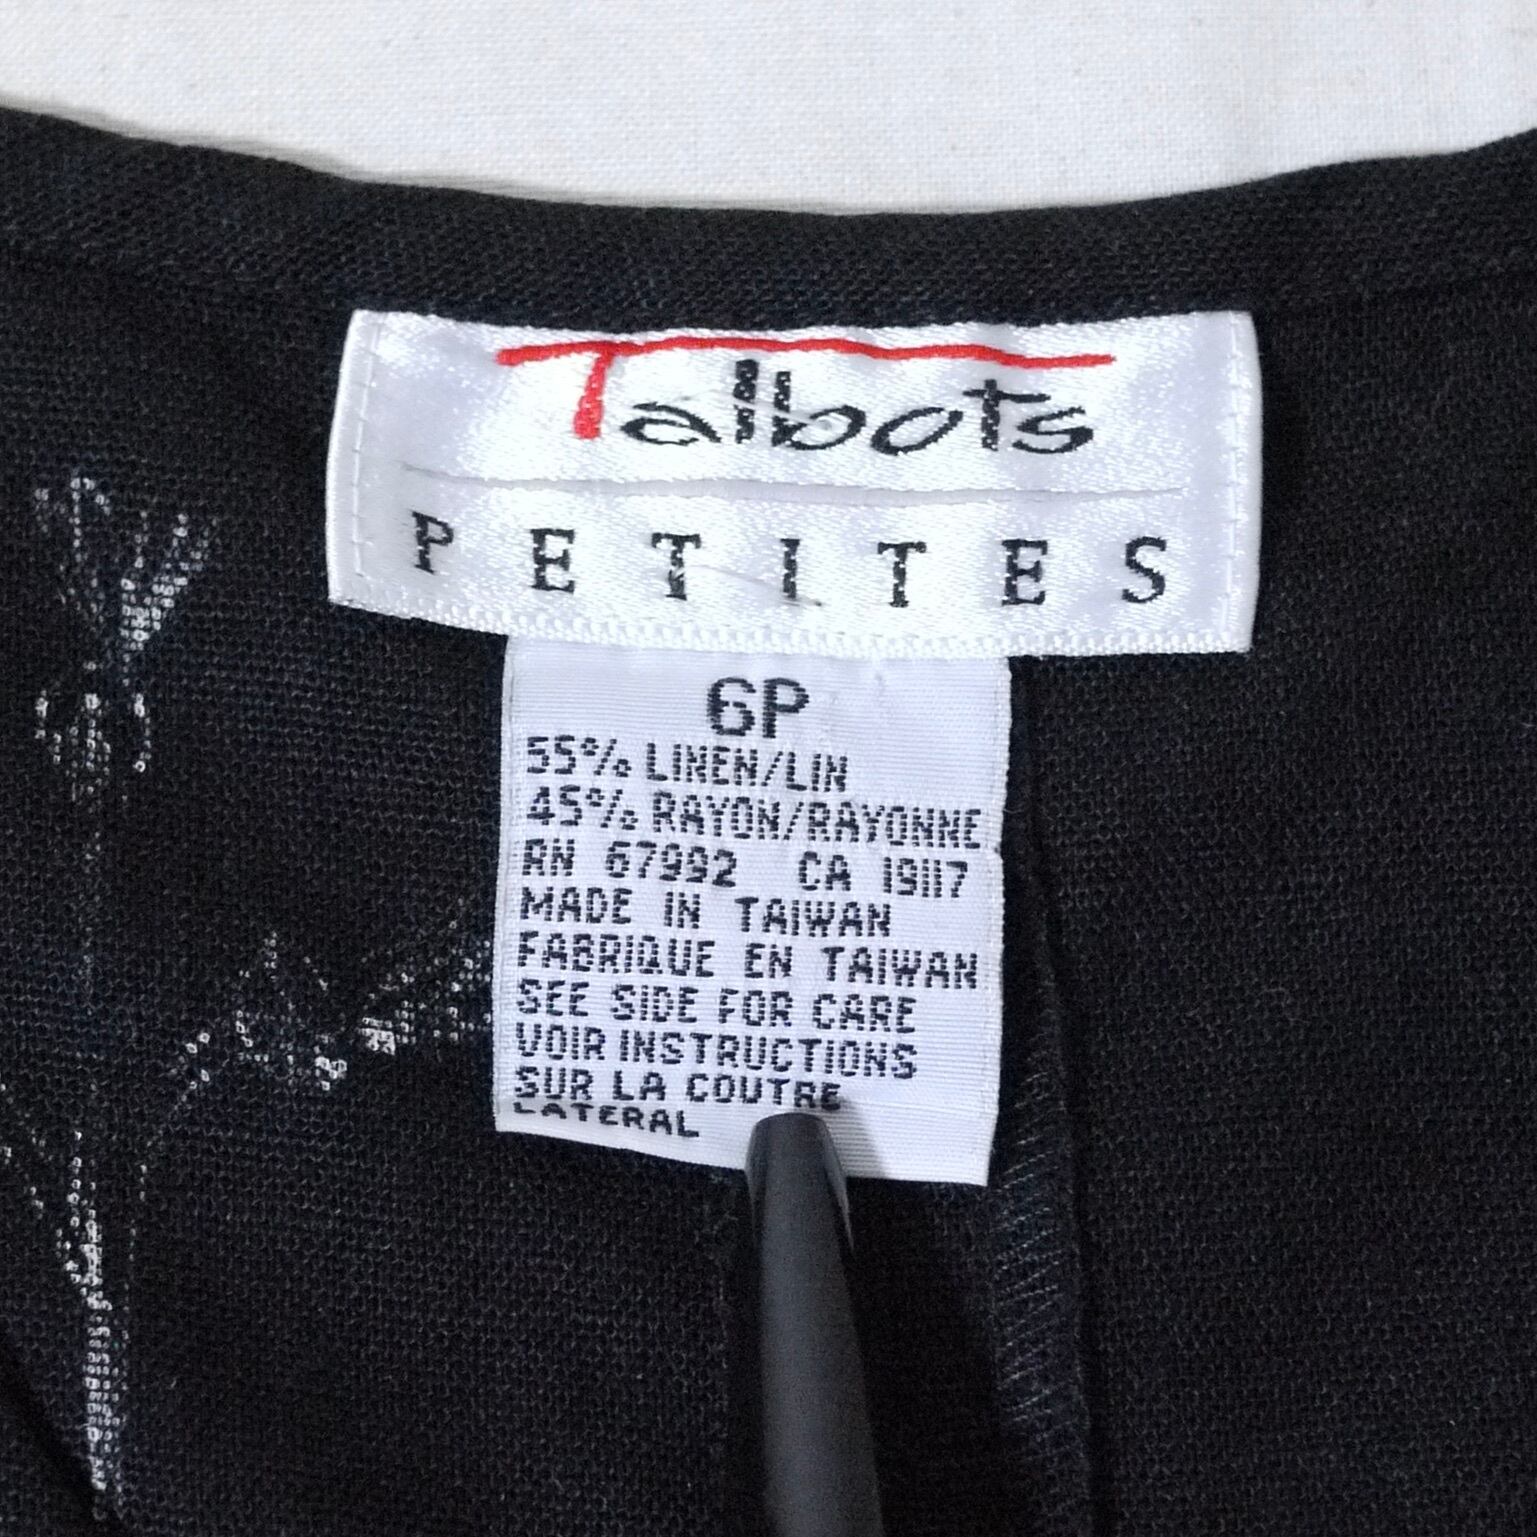 Talbots
PETITES
6P
55% LINEN/LIN
45% RAYON/RAYONNE
RN 67992 CA 19117
MADE IN TAIWAN
FABRIQUE EN TAIWAN
SEE SIDE FOR CARE
VOIR INSTRUCTIONS
SUR LA COUTRE
LATERAL